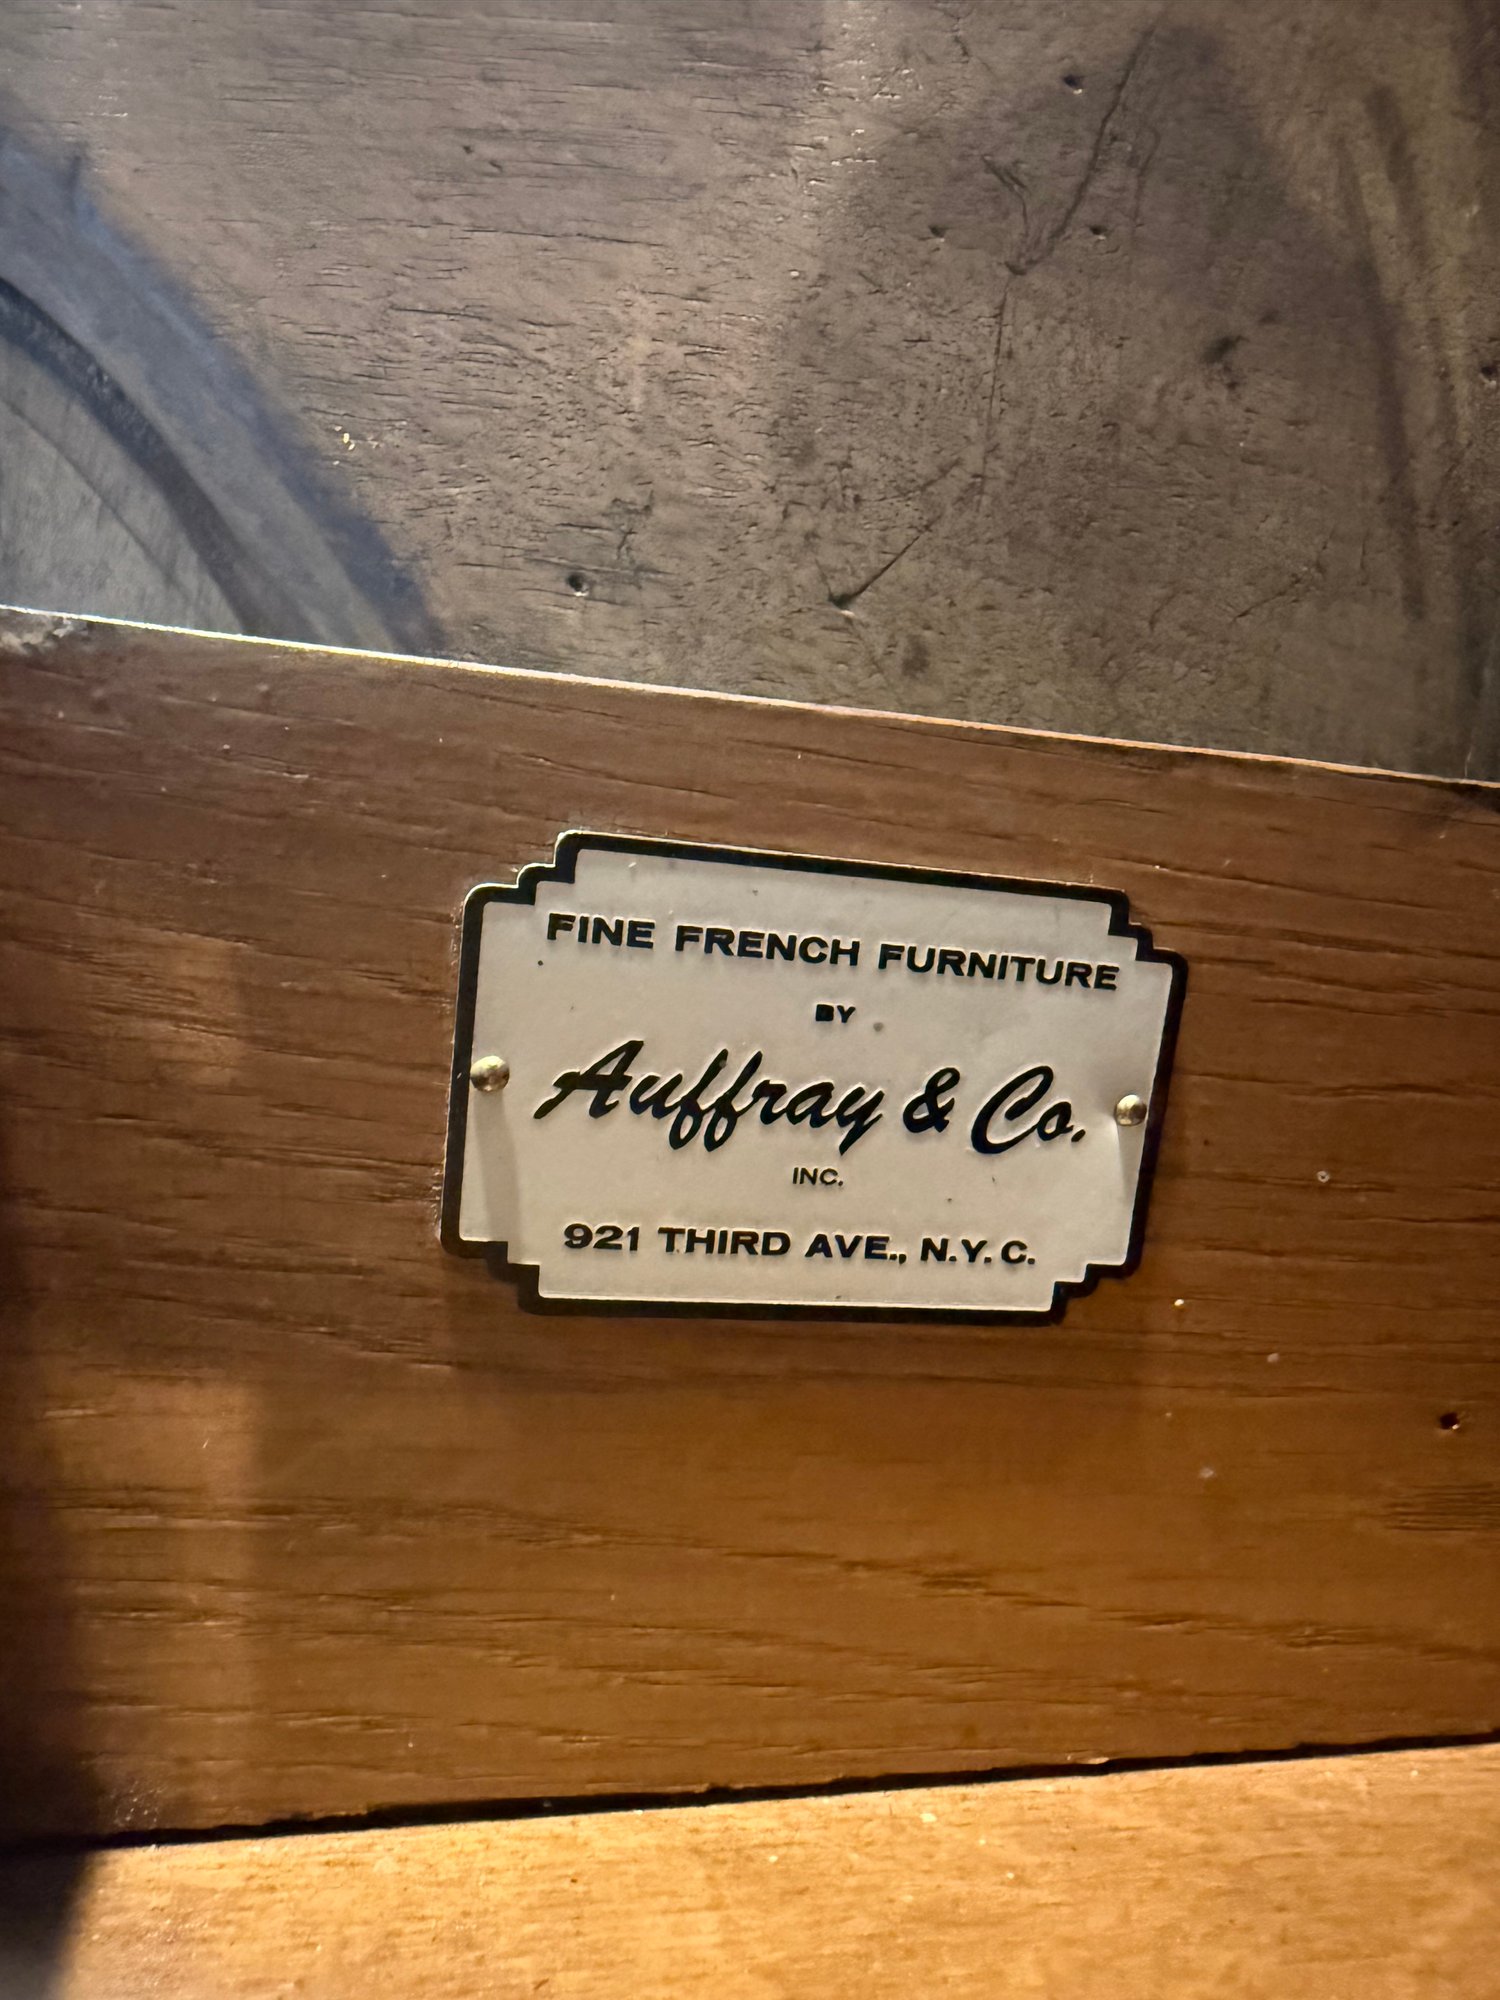 FINE FRENCH FURNITURE
BY
Auffray & Co.
INC.
921 THIRD AVE., N.Y.C.